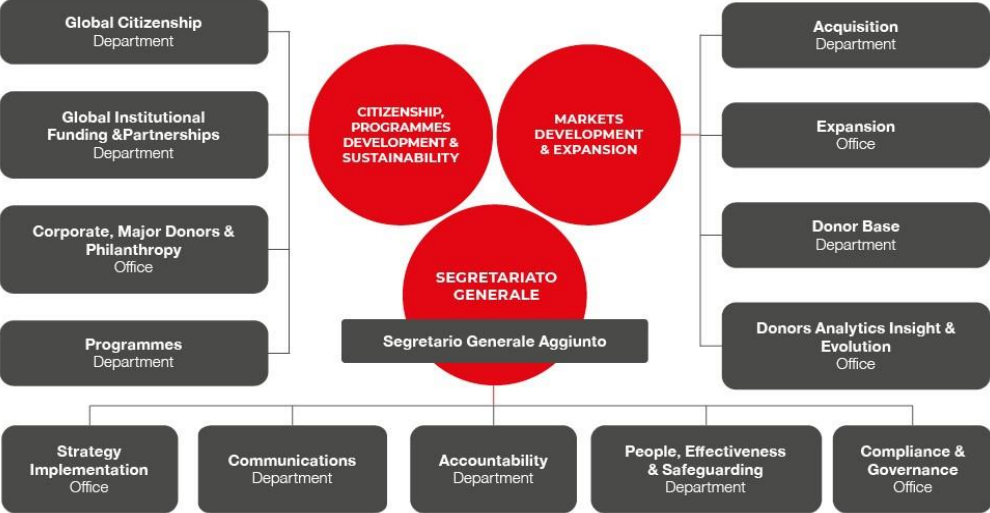 Global Citizenship
Department
Global Institutional
Funding &Partnerships
Department
Corporate, Major Donors &
Philanthropy
Office
Programmes
Department
CITIZENSHIP,
PROGRAMMES
DEVELOPMENT &
SUSTAINABILITY
MARKETS
DEVELOPMENT
& EXPANSION
SEGRETARIATO
GENERALE
Segretario Generale Aggiunto
Acquisition
Department
Expansion
Office
Donor Base
Department
Donors Analytics Insight &
Evolution
Office
Strategy
Implementation
Office
Communications
Department
Accountability
Department
People, Effectiveness
& Safeguarding
Department
Compliance &
Governance
Office